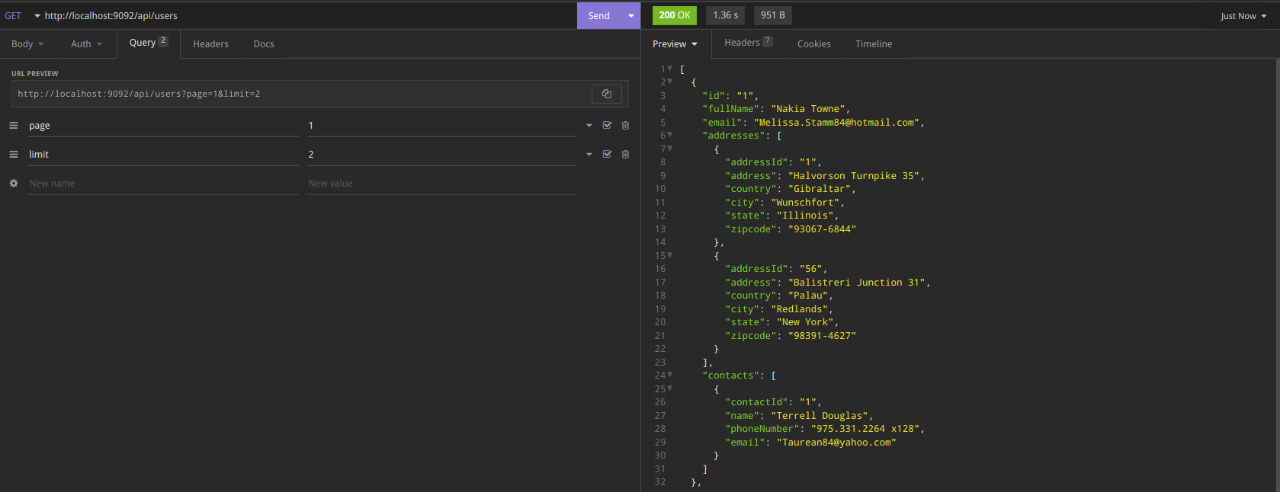 GET http://localhost:9092/api/users Send
Body Auth Query 2 Headers Docs
URL PREVIEW
http://localhost:9092/api/users?page=1&limit=2
page 1
limit 2
New name New value
200 OK 1.36 s 951 B Just Now
Preview Headers 7 Cookies Timeline
1 [
2 {
3 "id": "1",
4 "fullName": "Nakia Towne",
5 "email": "Melissa.Stamm84@hotmail.com",
6 "addresses": [
7 {
8 "addressId": "1",
9 "address": "Halvorson Turnpike 35",
10 "country": "Gibraltar",
11 "city": "Wunschfort",
12 "state": "Illinois",
13 "zipcode": "93067-6844"
14 },
15 {
16 "addressId": "56",
17 "address": "Balistreri Junction 31",
18 "country": "Palau",
19 "city": "Redlands",
20 "state": "New York",
21 "zipcode": "98391-4627"
22 }
23 ],
24 "contacts": [
25 {
26 "contactId": "1",
27 "name": "Terrell Douglas",
28 "phoneNumber": "975.331.2264 x128",
29 "email": "Taurean84@yahoo.com"
30 }
31 ]
32 },